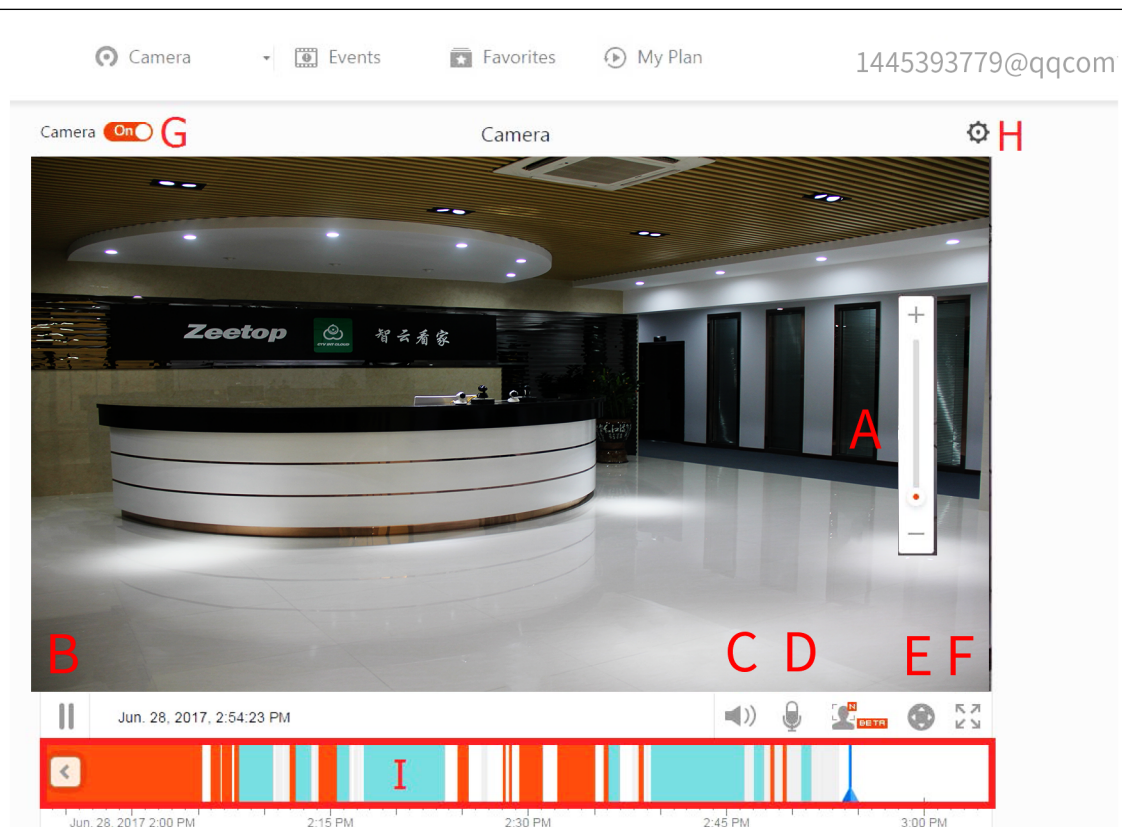 Camera Events Favorites My Plan 1445393779@qqcom
Camera On G Camera H
Zeetop 智云看家
A
B C D E F
Jun. 28, 2017, 2:54:23 PM N BETA
I
Jun. 28, 2017 2:00 PM 2:15 PM 2:30 PM 2:45 PM 3:00 PM